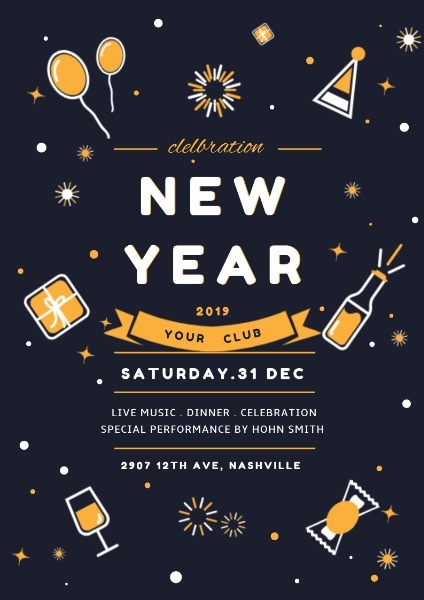 clelbration
NEW
YEAR
2019
YOUR CLUB
SATURDAY.31 DEC
LIVE MUSIC . DINNER . CELEBRATION
SPECIAL PERFORMANCE BY HOHN SMITH
2907 12TH AVE, NASHVILLE